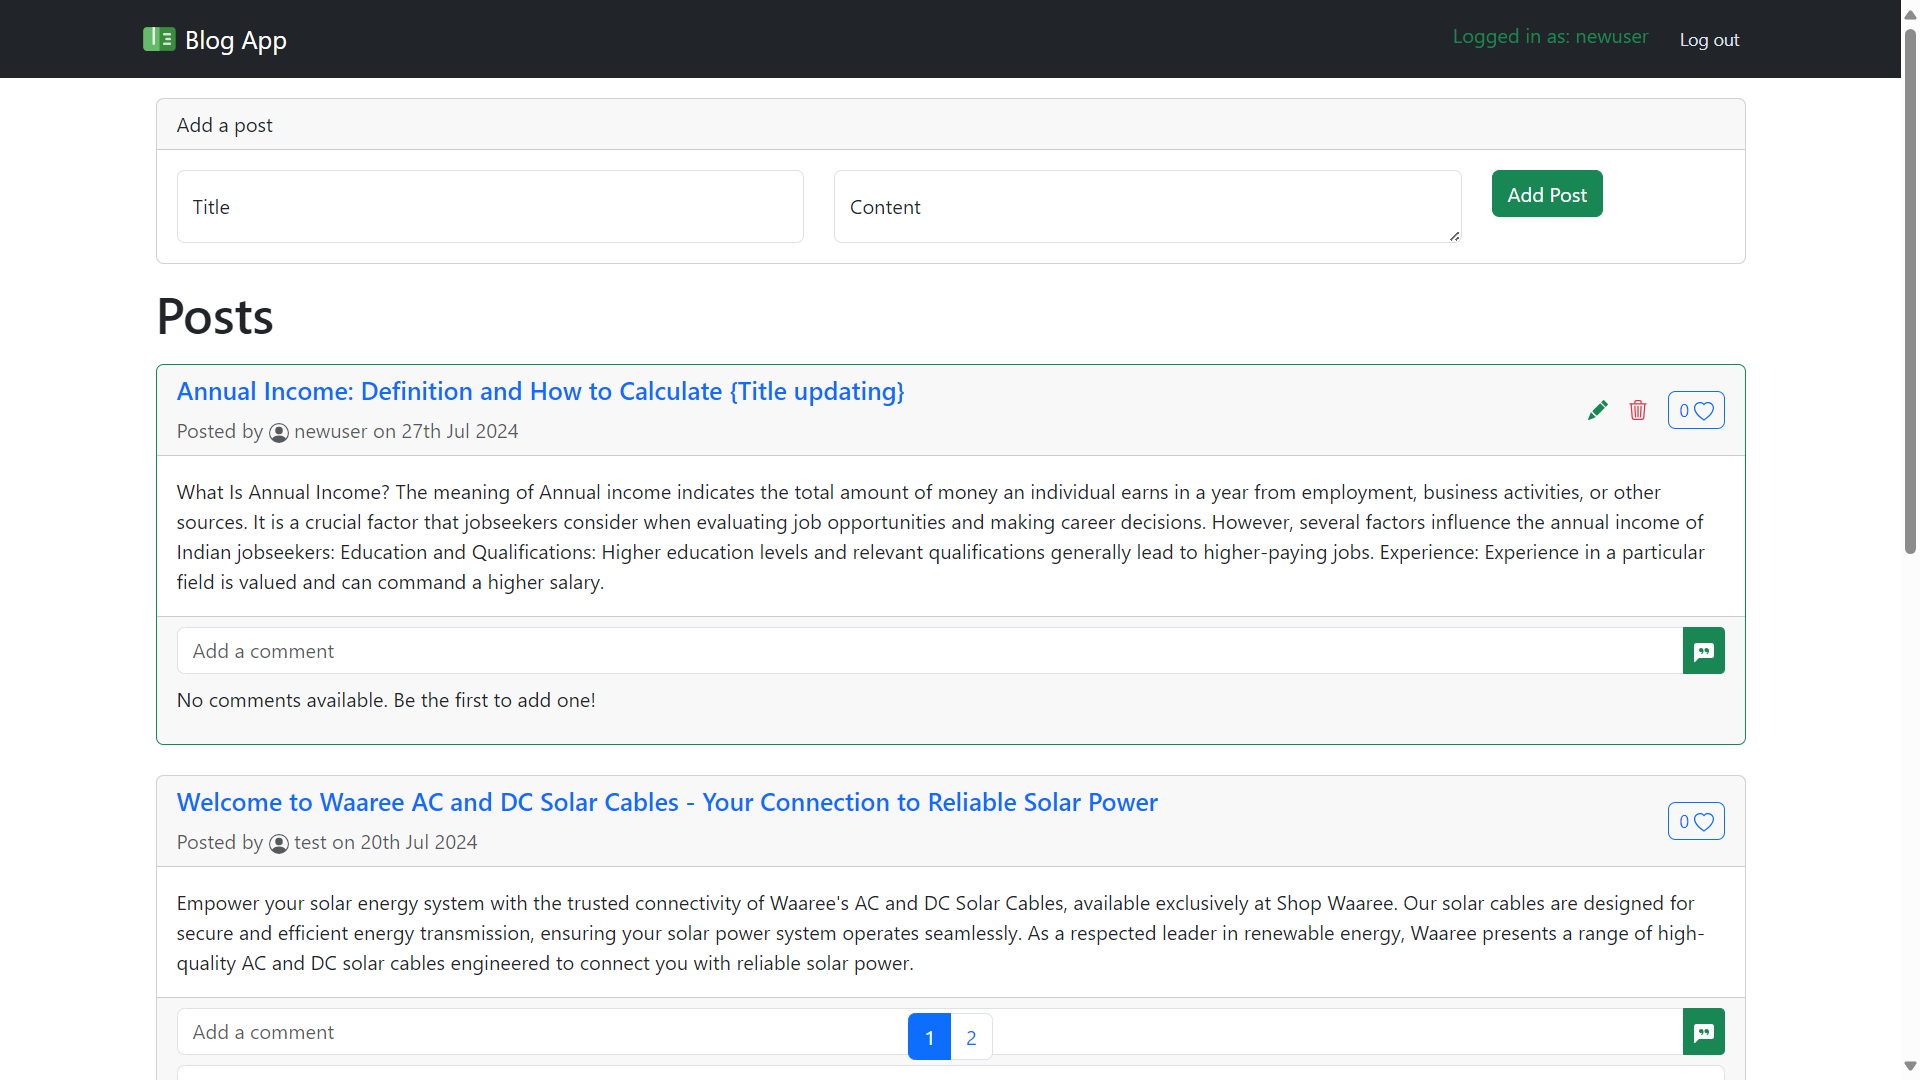 Blog App
Logged in as: newuser
Log out
Add a post
Title
Content
Add Post
Posts
Annual Income: Definition and How to Calculate {Title updating}
Posted by newuser on 27th Jul 2024
0
What Is Annual Income? The meaning of Annual income indicates the total amount of money an individual earns in a year from employment, business activities, or other
sources. It is a crucial factor that jobseekers consider when evaluating job opportunities and making career decisions. However, several factors influence the annual income of
Indian jobseekers: Education and Qualifications: Higher education levels and relevant qualifications generally lead to higher-paying jobs. Experience: Experience in a particular
field is valued and can command a higher salary.
Add a comment
No comments available. Be the first to add one!
Welcome to Waaree AC and DC Solar Cables - Your Connection to Reliable Solar Power
Posted by test on 20th Jul 2024
0
Empower your solar energy system with the trusted connectivity of Waaree's AC and DC Solar Cables, available exclusively at Shop Waaree. Our solar cables are designed for
secure and efficient energy transmission, ensuring your solar power system operates seamlessly. As a respected leader in renewable energy, Waaree presents a range of high-
quality AC and DC solar cables engineered to connect you with reliable solar power.
Add a comment
1 2